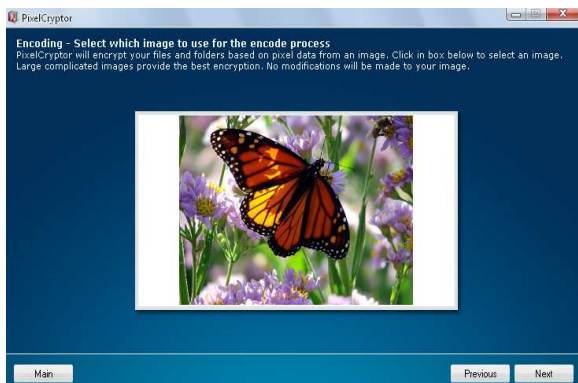 PixelCryptor
Encoding - Select which image to use for the encode process
PixelCryptor will encrypt your files and folders based on pixel data from an image. Click in box below to select an image.
Large complicated images provide the best encryption. No modifications will be made to your image.
Main
Previous
Next